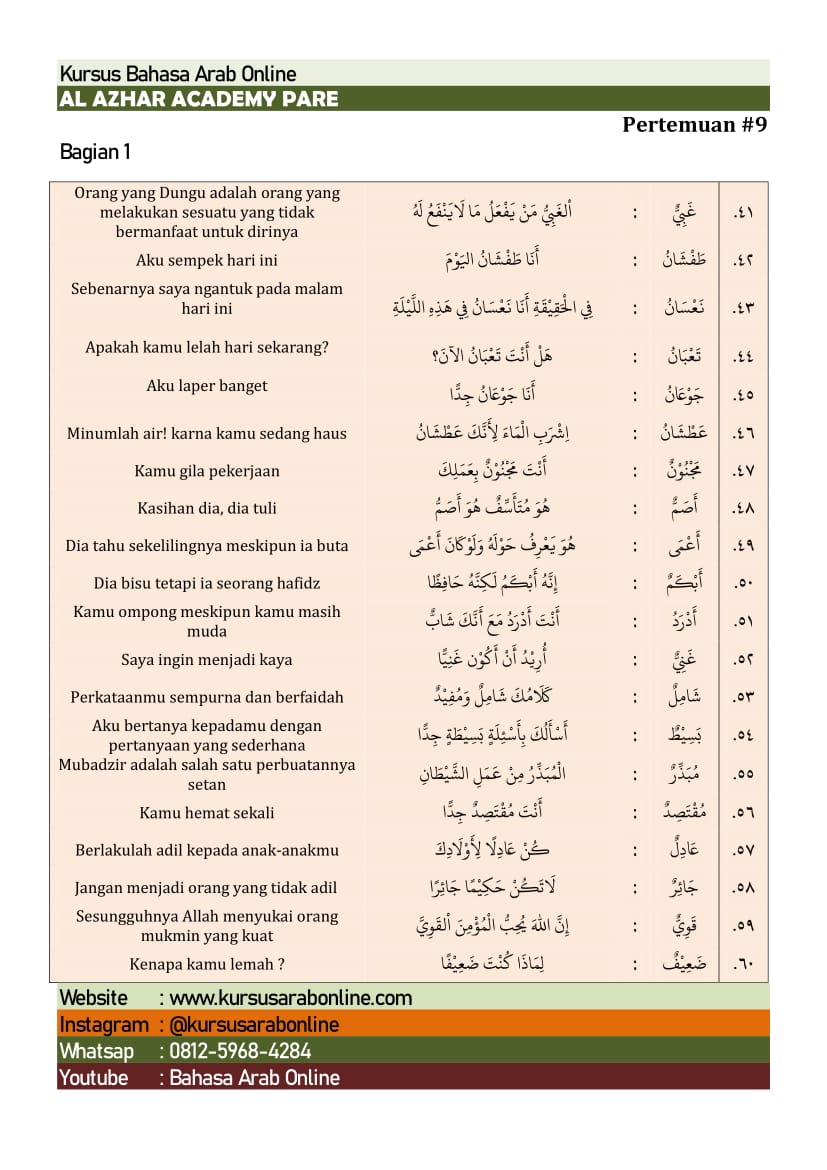 Kursus Bahasa Arab Online
AL AZHAR ACADEMY PARE
Pertemuan #9
Bagian 1
٤١. غَبِيٌّ : اْلغَبِيُّ مَنْ يَفْعَلُ مَا لَا يَنْفَعُ لَهُ
Orang yang Dungu adalah orang yang
melakukan sesuatu yang tidak
bermanfaat untuk dirinya
٤٢. طَفْشَانُ : أَنَا طَفْشَانُ اليَوْمَ
Aku sempek hari ini
٤٣. نَعْسَانُ : فِي الْحَقِيْقَةِ أَنَا نَعْسَانُ فِي هَذِهِ اللَّيْلَةِ
Sebenarnya saya ngantuk pada malam
hari ini
٤٤. تَعْبَانُ : هَلْ أَنْتَ تَعْبَانُ الآنَ؟
Apakah kamu lelah hari sekarang?
٤٥. جَوْعَانُ : أَنَا جَوْعَانُ جِدًّا
Aku laper banget
٤٦. عَطْشَانُ : اِشْرَبِ الْمَاءَ لِأَنَّكَ عَطْشَانُ
Minumlah air! karna kamu sedang haus
٤٧. مَجْنُوْنٌ : أَنْتَ مَجْنُوْنٌ بِعَمَلِكَ
Kamu gila pekerjaan
٤٨. أَصَمٌّ : هُوَ مُتَأَسِّفٌ هُوَ أَصَمُّ
Kasihan dia, dia tuli
٤٩. أَعْمَى : هُوَ يَعْرِفُ حَوْلَهُ وَلَوْكَانَ أَعْمَى
Dia tahu sekelilingnya meskipun ia buta
٥٠. أَبْكَمٌ : إِنَّهُ أَبْكَمُ لَكِنَّهُ حَافِظًا
Dia bisu tetapi ia seorang hafidz
٥١. أَدْرَدُ : أَنْتَ أَدْرَدُ مَعَ أَنَّكَ شَابٌّ
Kamu ompong meskipun kamu masih
muda
٥٢. غَنِيٌّ : أُرِيْدُ أَنْ أَكُوْن غَنِيًّا
Saya ingin menjadi kaya
٥٣. شَامِلٌ : كَلَامُكَ شَامِلٌ وَمُفِيْدٌ
Perkataanmu sempurna dan berfaidah
٥٤. بَسِيْطٌ : أَسْأَلُكَ بِأَسْئِلَةٍ بَسِيْطَةٍ جِدًّا
Aku bertanya kepadamu dengan
pertanyaan yang sederhana
٥٥. مُبَذِّرٌ : الْمُبَذِّرُ مِنْ عَمَلِ الشَّيْطَانِ
Mubadzir adalah salah satu perbuatannya
setan
٥٦. مُقْتَصِدٌ : أَنْتَ مُقْتَصِدٌ جِدًّا
Kamu hemat sekali
٥٧. عَادِلٌ : كُنْ عَادِلًا لِأَوْلَادِكَ
Berlakulah adil kepada anak-anakmu
٥٨. جَائِرٌ : لَاتَكُنْ حَكِيْمًا جَائِرًا
Jangan menjadi orang yang tidak adil
٥٩. قَوِيٌّ : إِنَّ اللهَ يُحِبُّ الْمُؤْمِنَ اْلقَوِيَّ
Sesungguhnya Allah menyukai orang
mukmin yang kuat
٦٠. ضَعِيْفٌ : لِمَاذَا كُنْتَ ضَعِيْفًا
Kenapa kamu lemah ?
Website : www.kursusarabonline.com
Instagram : @kursusarabonline
Whatsap : 0812-5968-4284
Youtube : Bahasa Arab Online